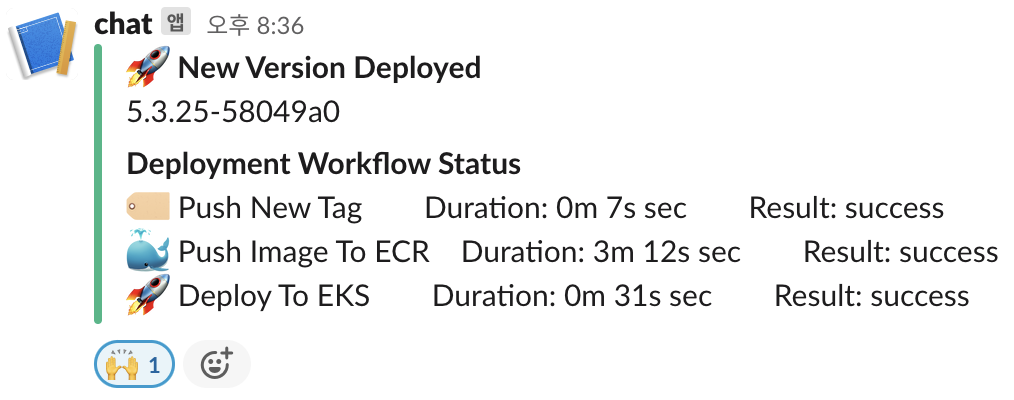 chat 앱 오후 8:36
New Version Deployed
5.3.25-58049a0
Deployment Workflow Status
Push New Tag Duration: 0m 7s sec Result: success
Push Image To ECR Duration: 3m 12s sec Result: success
Deploy To EKS Duration: 0m 31s sec Result: success
1